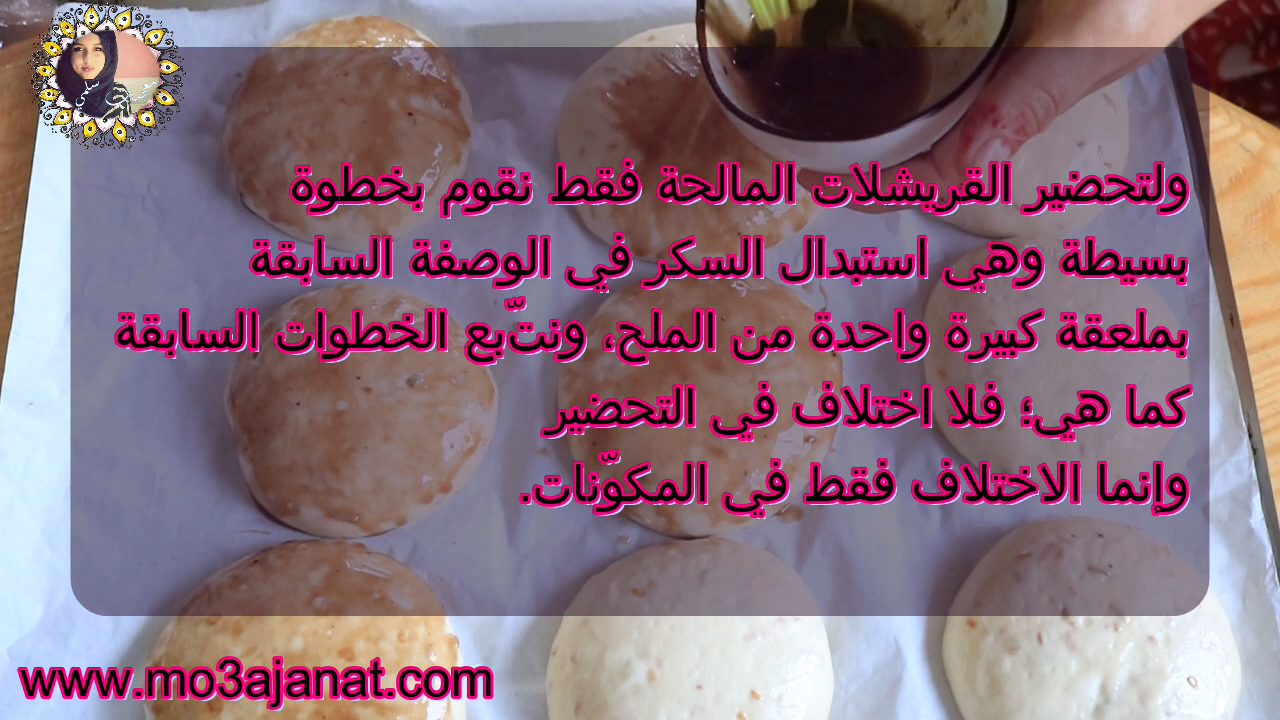 ولتحضير القريشلات المالحة فقط نقوم بخطوة
بسيطة وهي استبدال السكر في الوصفة السابقة
بملعقة كبيرة واحدة من الملح، ونتّبع الخطوات السابقة
كما هي؛ فلا اختلاف في التحضير
وإنما الاختلاف فقط في المكوّنات.
www.mo3ajanat.com